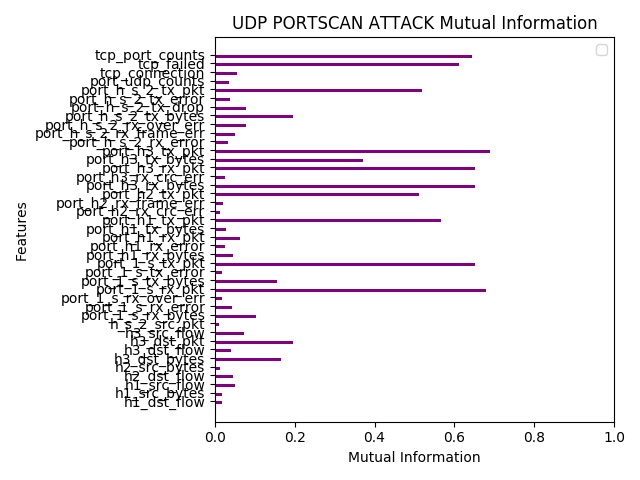 UDP PORTSCAN ATTACK Mutual Information
tcp_port_counts
tcp_failed
tcp_connection
port_udp_counts
port_h_s_2_tx_pkt
port_h_s_2_tx_error
port_h_s_2_tx_drop
port_h_s_2_tx_bytes
port_h_s_2_rx_over_err
port_h_s_2_rx_frame_err
port_h_s_2_rx_error
port_h3_tx_pkt
port_h3_tx_bytes
port_h3_rx_pkt
port_h3_rx_crc_err
port_h3_rx_bytes
port_h2_tx_pkt
port_h2_rx_frame_err
port_h2_rx_crc_err
port_h1_tx_pkt
port_h1_tx_bytes
port_h1_rx_pkt
port_h1_rx_error
port_h1_rx_bytes
port_1_s_tx_pkt
port_1_s_tx_error
port_1_s_tx_bytes
port_1_s_rx_pkt
port_1_s_rx_over_err
port_1_s_rx_error
port_1_s_rx_bytes
h_s_2_src_pkt
h3_src_flow
h3_dst_pkt
h3_dst_flow
h3_dst_bytes
h2_src_bytes
h2_dst_flow
h1_src_flow
h1_src_bytes
h1_dst_flow
Features
0.0 0.2 0.4 0.6 0.8 1.0
Mutual Information